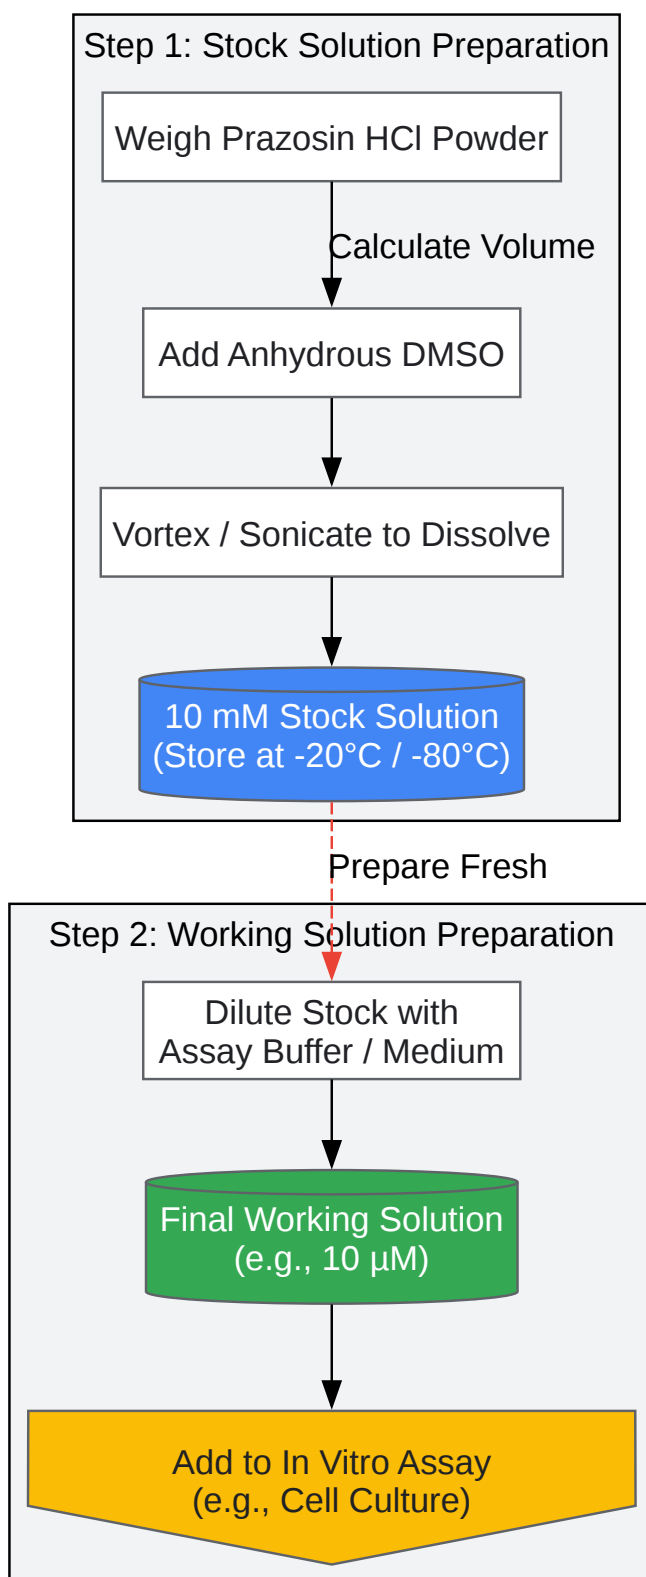 Step 1: Stock Solution Preparation
Weigh Prazosin HCl Powder
Calculate Volume
Add Anhydrous DMSO
Vortex / Sonicate to Dissolve
10 mM Stock Solution
(Store at -20°C / -80°C)
Prepare Fresh
Step 2: Working Solution Preparation
Dilute Stock with
Assay Buffer / Medium
Final Working Solution
(e.g., 10 µM)
Add to In Vitro Assay
(e.g., Cell Culture)